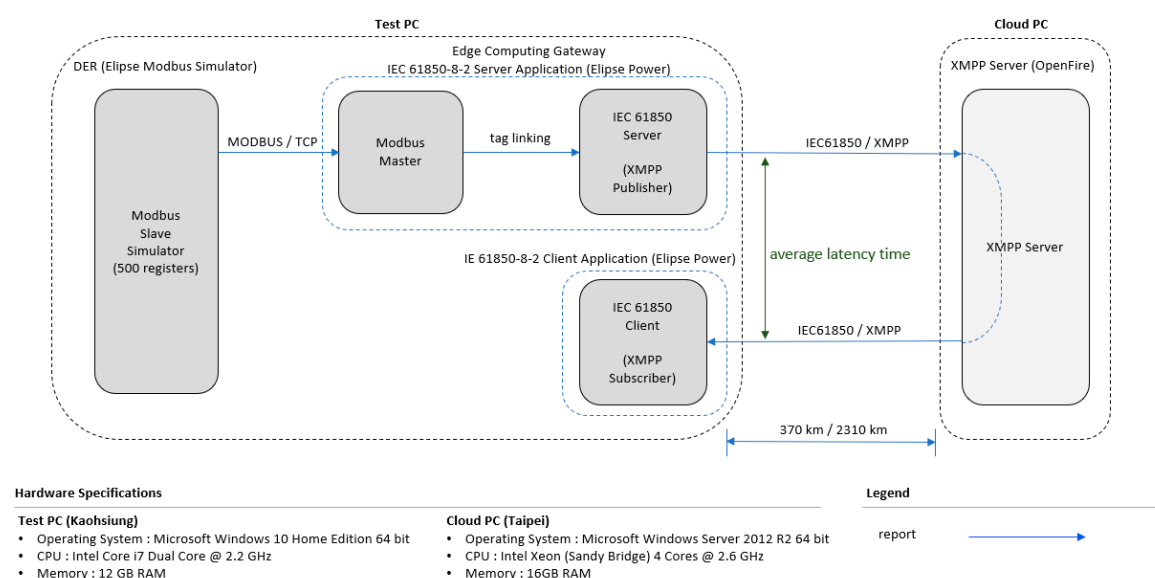 Test PC
Cloud PC
Edge Computing Gateway
DER (Elipse Modbus Simulator)
IEC 61850-8-2 Server Application (Elipse Power)
XMPP Server (OpenFire)
MODBUS / TCP
Modbus
Master
tag linking
IEC 61850
Server
(XMPP
Publisher)
IEC61850 / XMPP
Modbus
Slave
Simulator
(500 registers)
XMPP Server
average latency time
IE 61850-8-2 Client Application (Elipse Power)
IEC 61850
Client
(XMPP
Subscriber)
IEC61850 / XMPP
370 km / 2310 km
Hardware Specifications
Legend
Test PC (Kaohsiung)
• Operating System : Microsoft Windows 10 Home Edition 64 bit
• CPU : Intel Core i7 Dual Core @ 2.2 GHz
• Memory : 12 GB RAM
Cloud PC (Taipei)
• Operating System : Microsoft Windows Server 2012 R2 64 bit
• CPU : Intel Xeon (Sandy Bridge) 4 Cores @ 2.6 GHz
• Memory : 16GB RAM
report